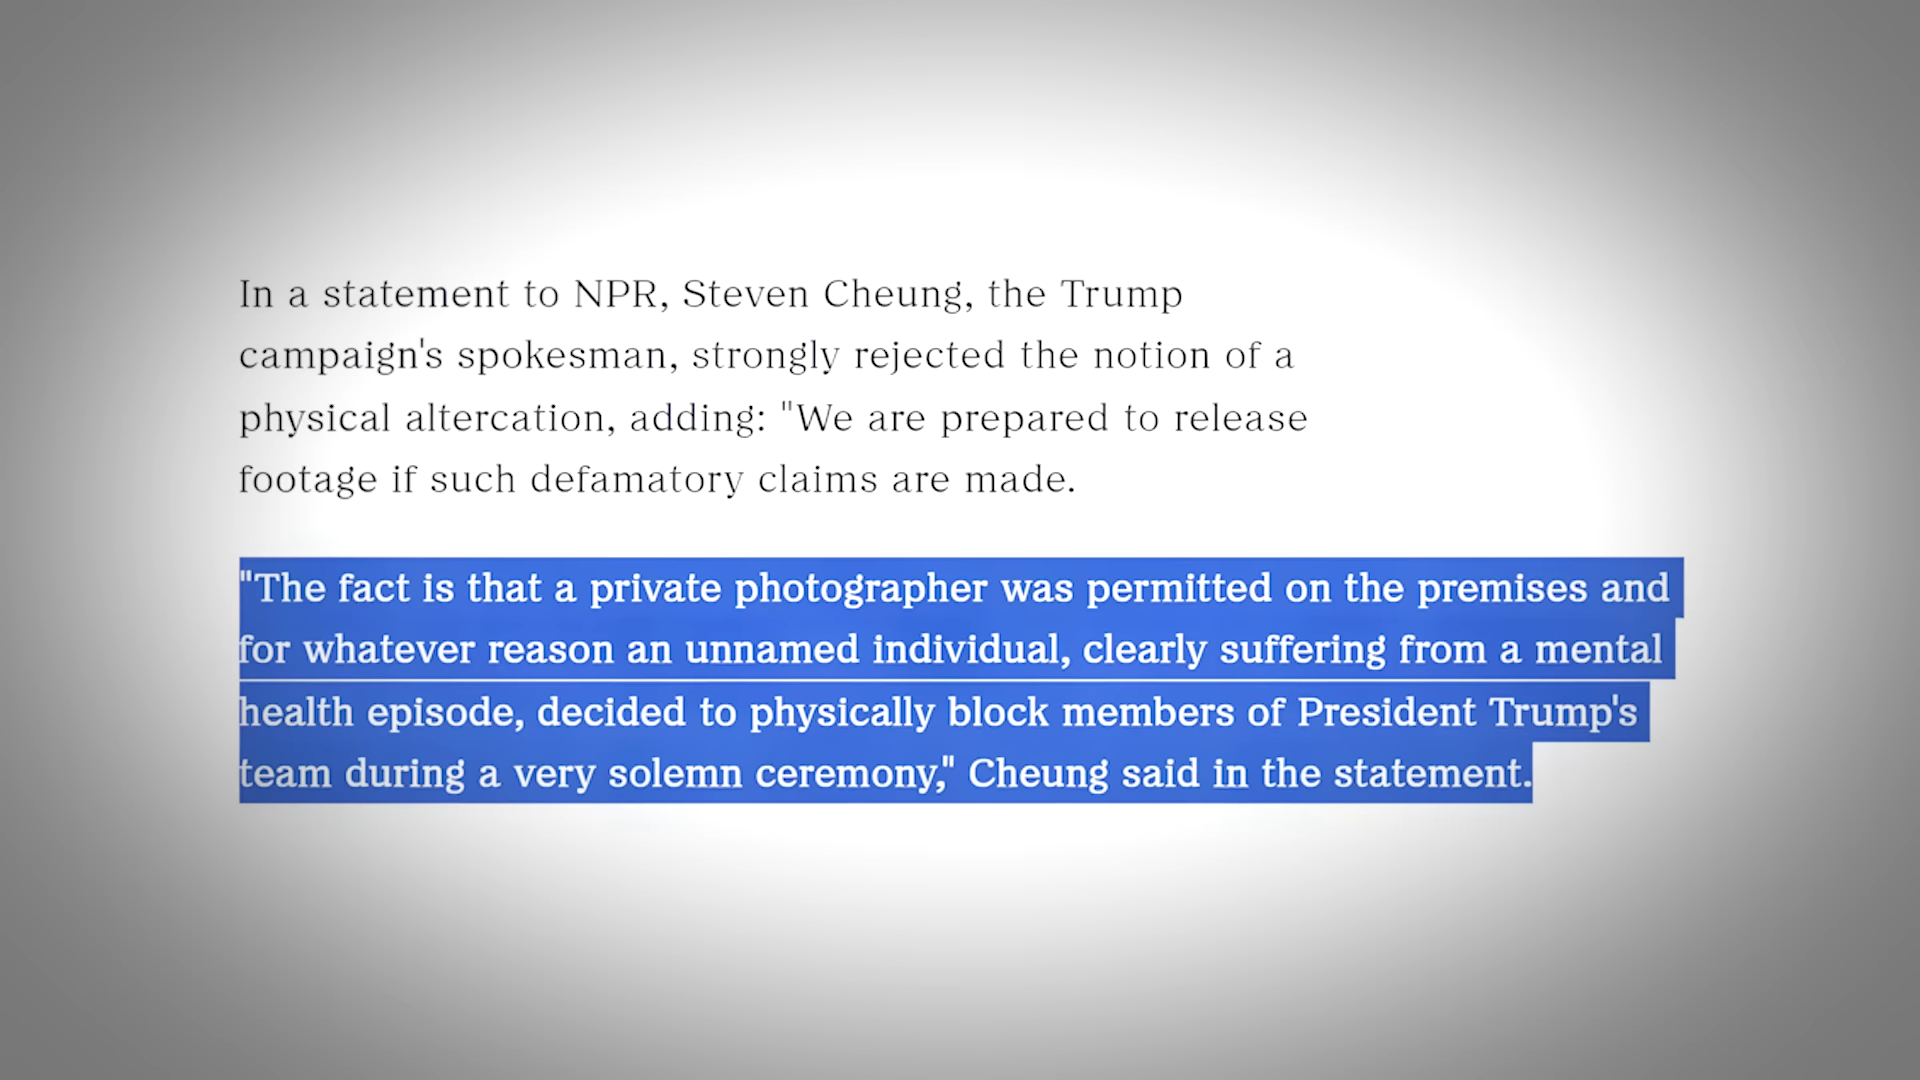 In a statement to NPR, Steven Cheung, the Trump
campaign's spokesman, strongly rejected the notion of a
physical altercation, adding: "We are prepared to release
footage if such defamatory claims are made.
"The fact is that a private photographer was permitted on the premises and
for whatever reason an unnamed individual, clearly suffering from a mental
health episode, decided to physically block members of President Trump's
team during a very solemn ceremony," Cheung said in the statement.